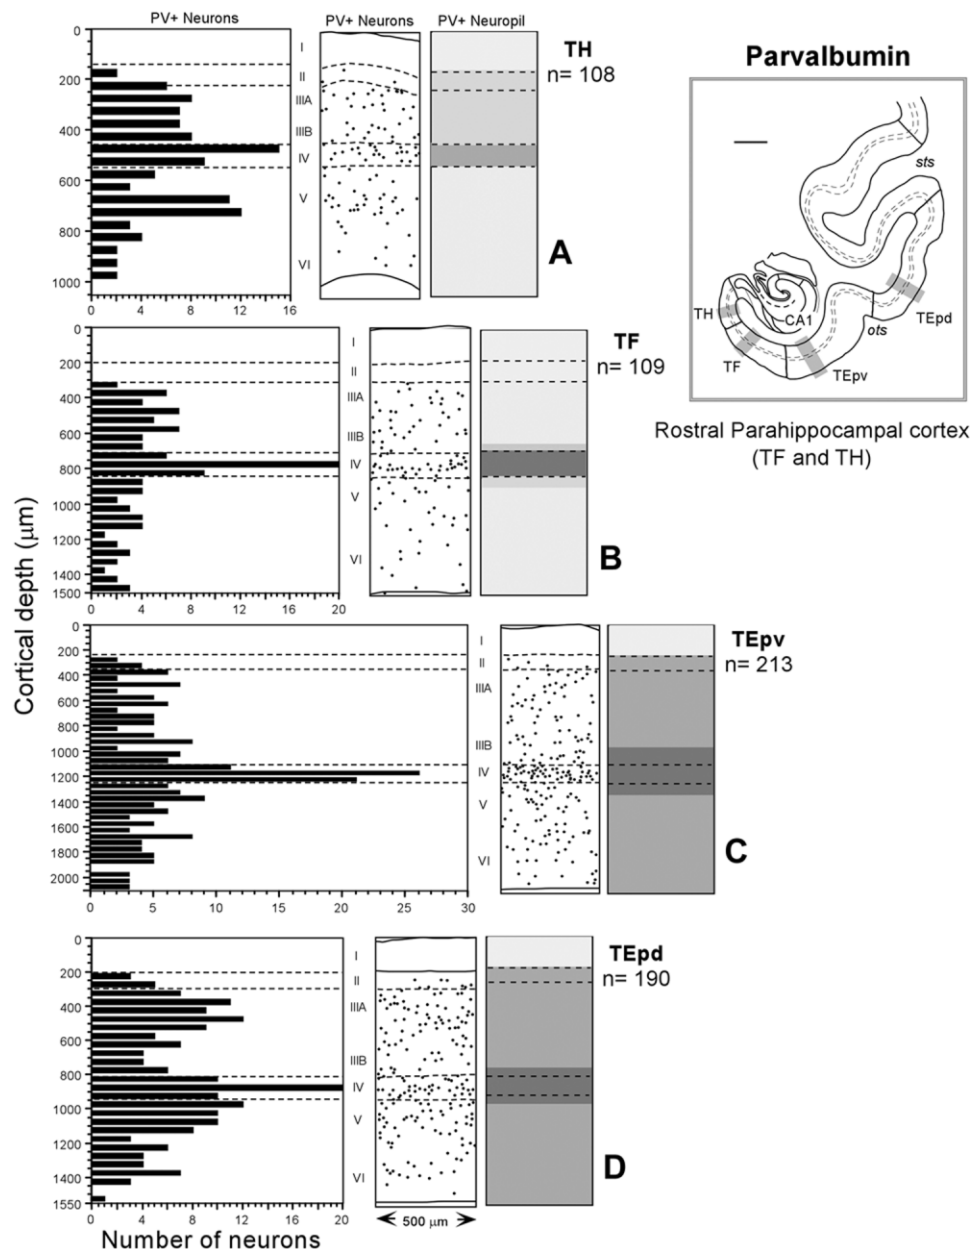 PV+ Neurons
PV+ Neurons
PV+ Neuropil
0
200
400
600
800
1000
0
4
8
12
16
I
II
IIIA
IIIB
IV
V
VI
TH
n= 108
A
0
200
400
600
800
1000
1200
1400
1500
0
4
8
12
16
20
I
II
IIIA
IIIB
IV
V
VI
TF
n= 109
B
Cortical depth (μm)
0
200
400
600
800
1000
1200
1400
1600
1800
2000
0
5
10
15
20
25
30
I
II
IIIA
IIIB
IV
V
VI
TEpv
n= 213
C
0
200
400
600
800
1000
1200
1400
1550
0
4
8
12
16
20
I
II
IIIA
IIIB
IV
V
VI
500 μm
TEpd
n= 190
D
Number of neurons
Parvalbumin
sts
TEpd
ots
CA1
TH
TF
TEpv
Rostral Parahippocampal cortex
(TF and TH)